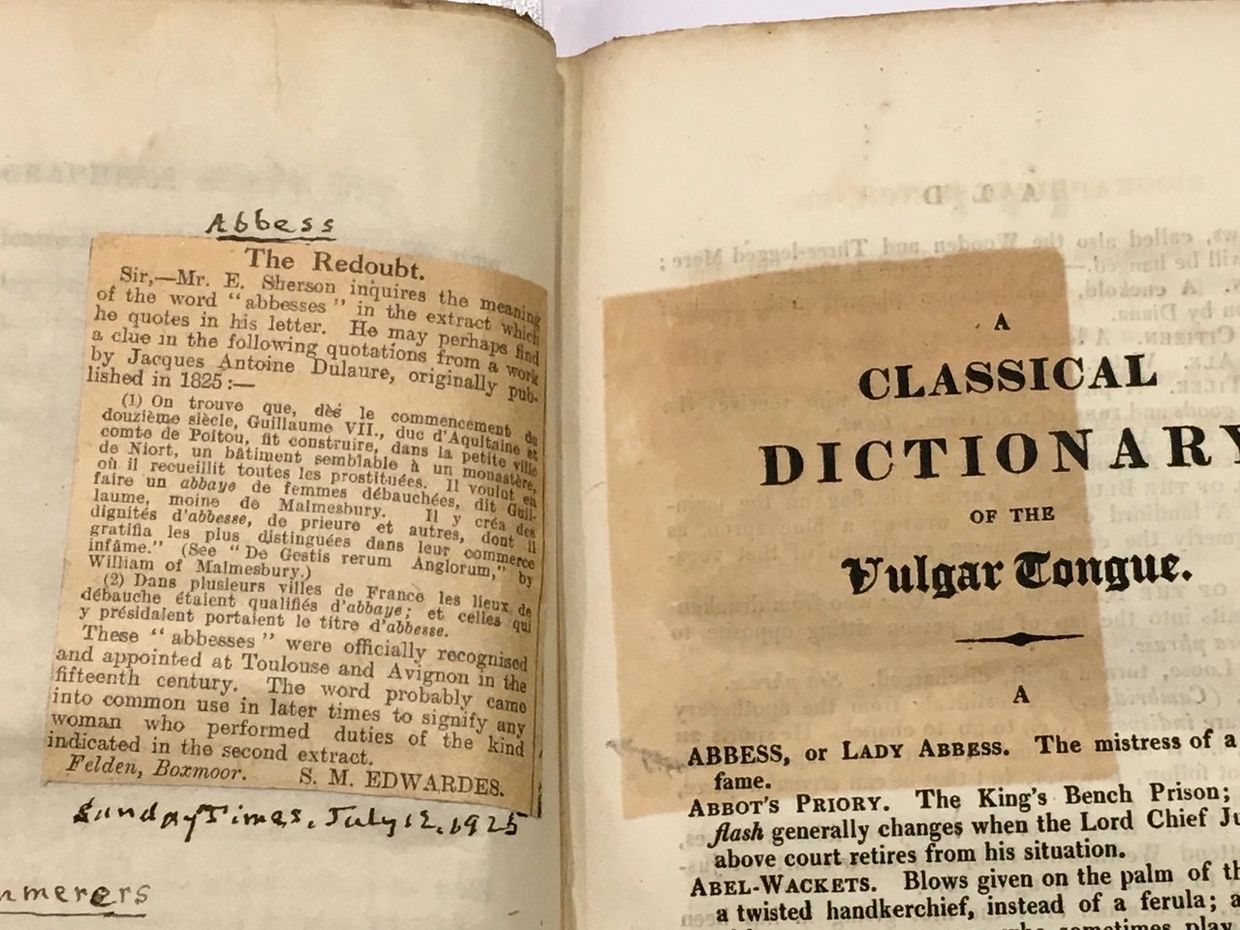 Abbess
The Redoubt.
Sir,—Mr. E. Sherson inquires the meaning
of the word "abbesses" in the extract which
he quotes in his letter. He may perhaps find
a clue in the following quotations from a work
by Jacques Antoine Dulaure, originally pub-
lished in 1825:—
(1) On trouve que, dès le commencement du
douzième siècle, Guillaume VII., duc d'Aquitaine et
comte de Poitou, fit construire, dans la petite ville
de Niort, un bâtiment semblable à un monastère,
où il recueillit toutes les prostituées. Il voulut en
faire un abbaye de femmes débauchées, dit Guil-
laume, moine de Malmesbury. Il y créa des
dignités d'abbesse, de prieure et autres, dont il
gratifia les plus distinguées dans leur commerce
infâme." (See "De Gestis rerum Anglorum," by
William of Malmesbury.)
(2) Dans plusieurs villes de France les lieux de
débauche étaient qualifiés d'abbaye; et celles qui
y présidaient portaient le titre d'abbesse.
These "abbesses" were officially recognised
and appointed at Toulouse and Avignon in the
fifteenth century. The word probably came
into common use in later times to signify any
woman who performed duties of the kind
indicated in the second extract.
Felden, Boxmoor. S. M. EDWARDES.
Sunday Times, July 12, 1925
A
CLASSICAL
DICTIONARY
OF THE
Vulgar Tongue.
A
ABBESS, or LADY ABBESS. The mistress of a
fame.
ABBOT'S PRIORY. The King's Bench Prison;
flash generally changes when the Lord Chief
above court retires from his situation.
ABEL-WACKETS. Blows given on the palm of
a twisted handkerchief, instead of a ferula;
who sometimes play